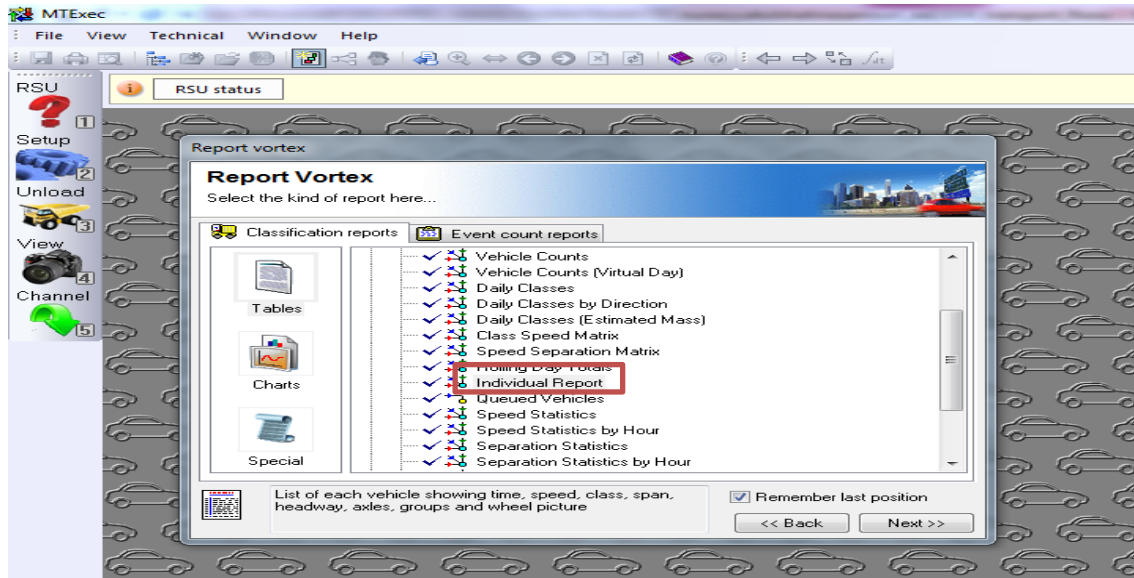 MTExec
File View Technical Window Help
RSU
1
Setup
2
Unload
3
View
4
Channel
5
RSU status
Report vortex
Report Vortex
Select the kind of report here...
Classification reports
Event count reports
Tables
Charts
Special
Vehicle Counts
Vehicle Counts (Virtual Day)
Daily Classes
Daily Classes by Direction
Daily Classes (Estimated Mass)
Class Speed Matrix
Speed Separation Matrix
Rolling Day Totals
Individual Report
Queued Vehicles
Speed Statistics
Speed Statistics by Hour
Separation Statistics
Separation Statistics by Hour
List of each vehicle showing time, speed, class, span,
headway, axles, groups and wheel picture
Remember last position
<< Back
Next >>